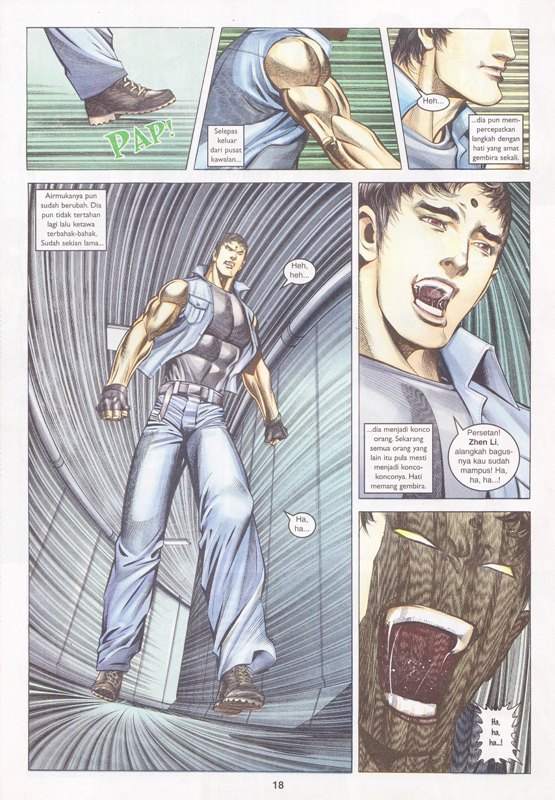 PAP!
Selepas
keluar
dari pusat
kawalan...
Heh...
...dia pun mem-
percepatkan
langkah dengan
hati yang amat
gembira sekali.
Airmukanya pun
sudah berubah. Dia
pun tidak tertahan
lagi lalu ketawa
terbahak-bahak.
Sudah sekian lama...
Heh,
heh...
Ha,
ha...
...dia menjadi konco
orang. Sekarang
semua orang yang
lain itu pula mesti
menjadi konco-
konconya. Hati
memang gembira.
Persetan!
Zhen Li,
alangkah bagus-
nya kau sudah
mampus! Ha,
ha, ha...!
Ha,
ha,
ha...!
18